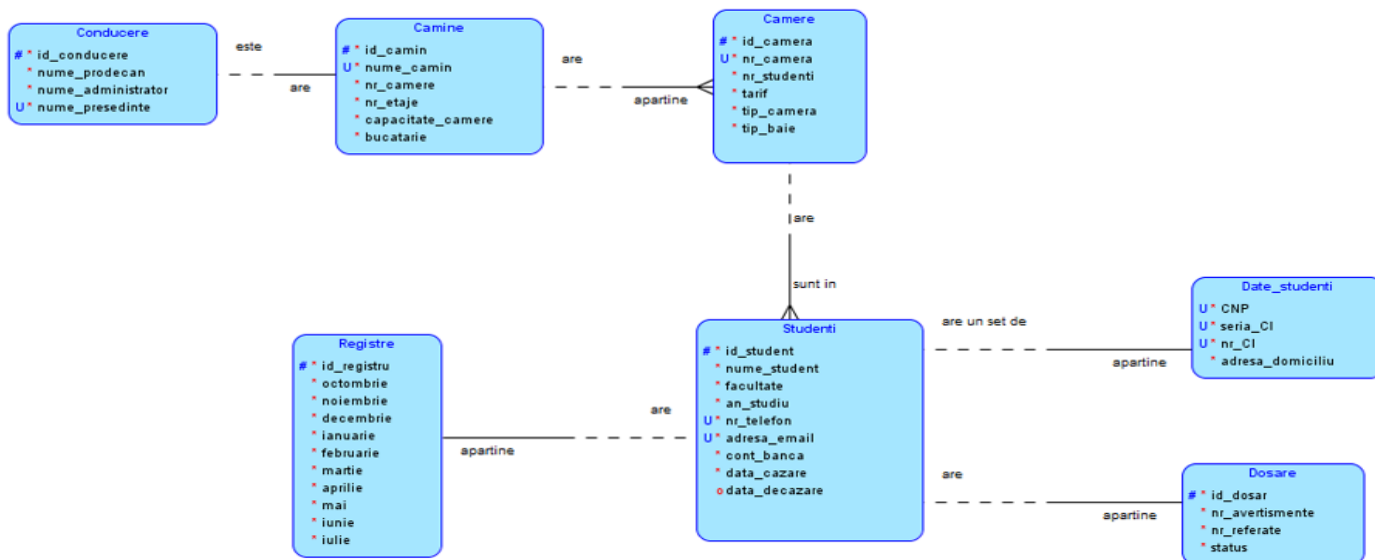 Conducere
# * id_conducere
* nume_prodecan
* nume_administrator
U * nume_presedinte
este
are
Camine
# * id_camin
U * nume_camin
* nr_camere
* nr_etaje
* capacitate_camere
* bucatarie
are
apartine
Camere
# * id_camera
U * nr_camera
* nr_studenti
* tarif
* tip_camera
* tip_baie
are
sunt in
Registre
# * id_registru
* octombrie
* noiembrie
* decembrie
* ianuarie
* februarie
* martie
* aprilie
* mai
* iunie
* iulie
are
apartine
Studenti
# * id_student
* nume_student
* facultate
* an_studiu
U * nr_telefon
U * adresa_email
* cont_banca
* data_cazare
o data_decazare
are un set de
apartine
Date_studenti
U * CNP
U * seria_CI
U * nr_CI
* adresa_domiciliu
are
apartine
Dosare
# * id_dosar
* nr_avertismente
* nr_referate
* status